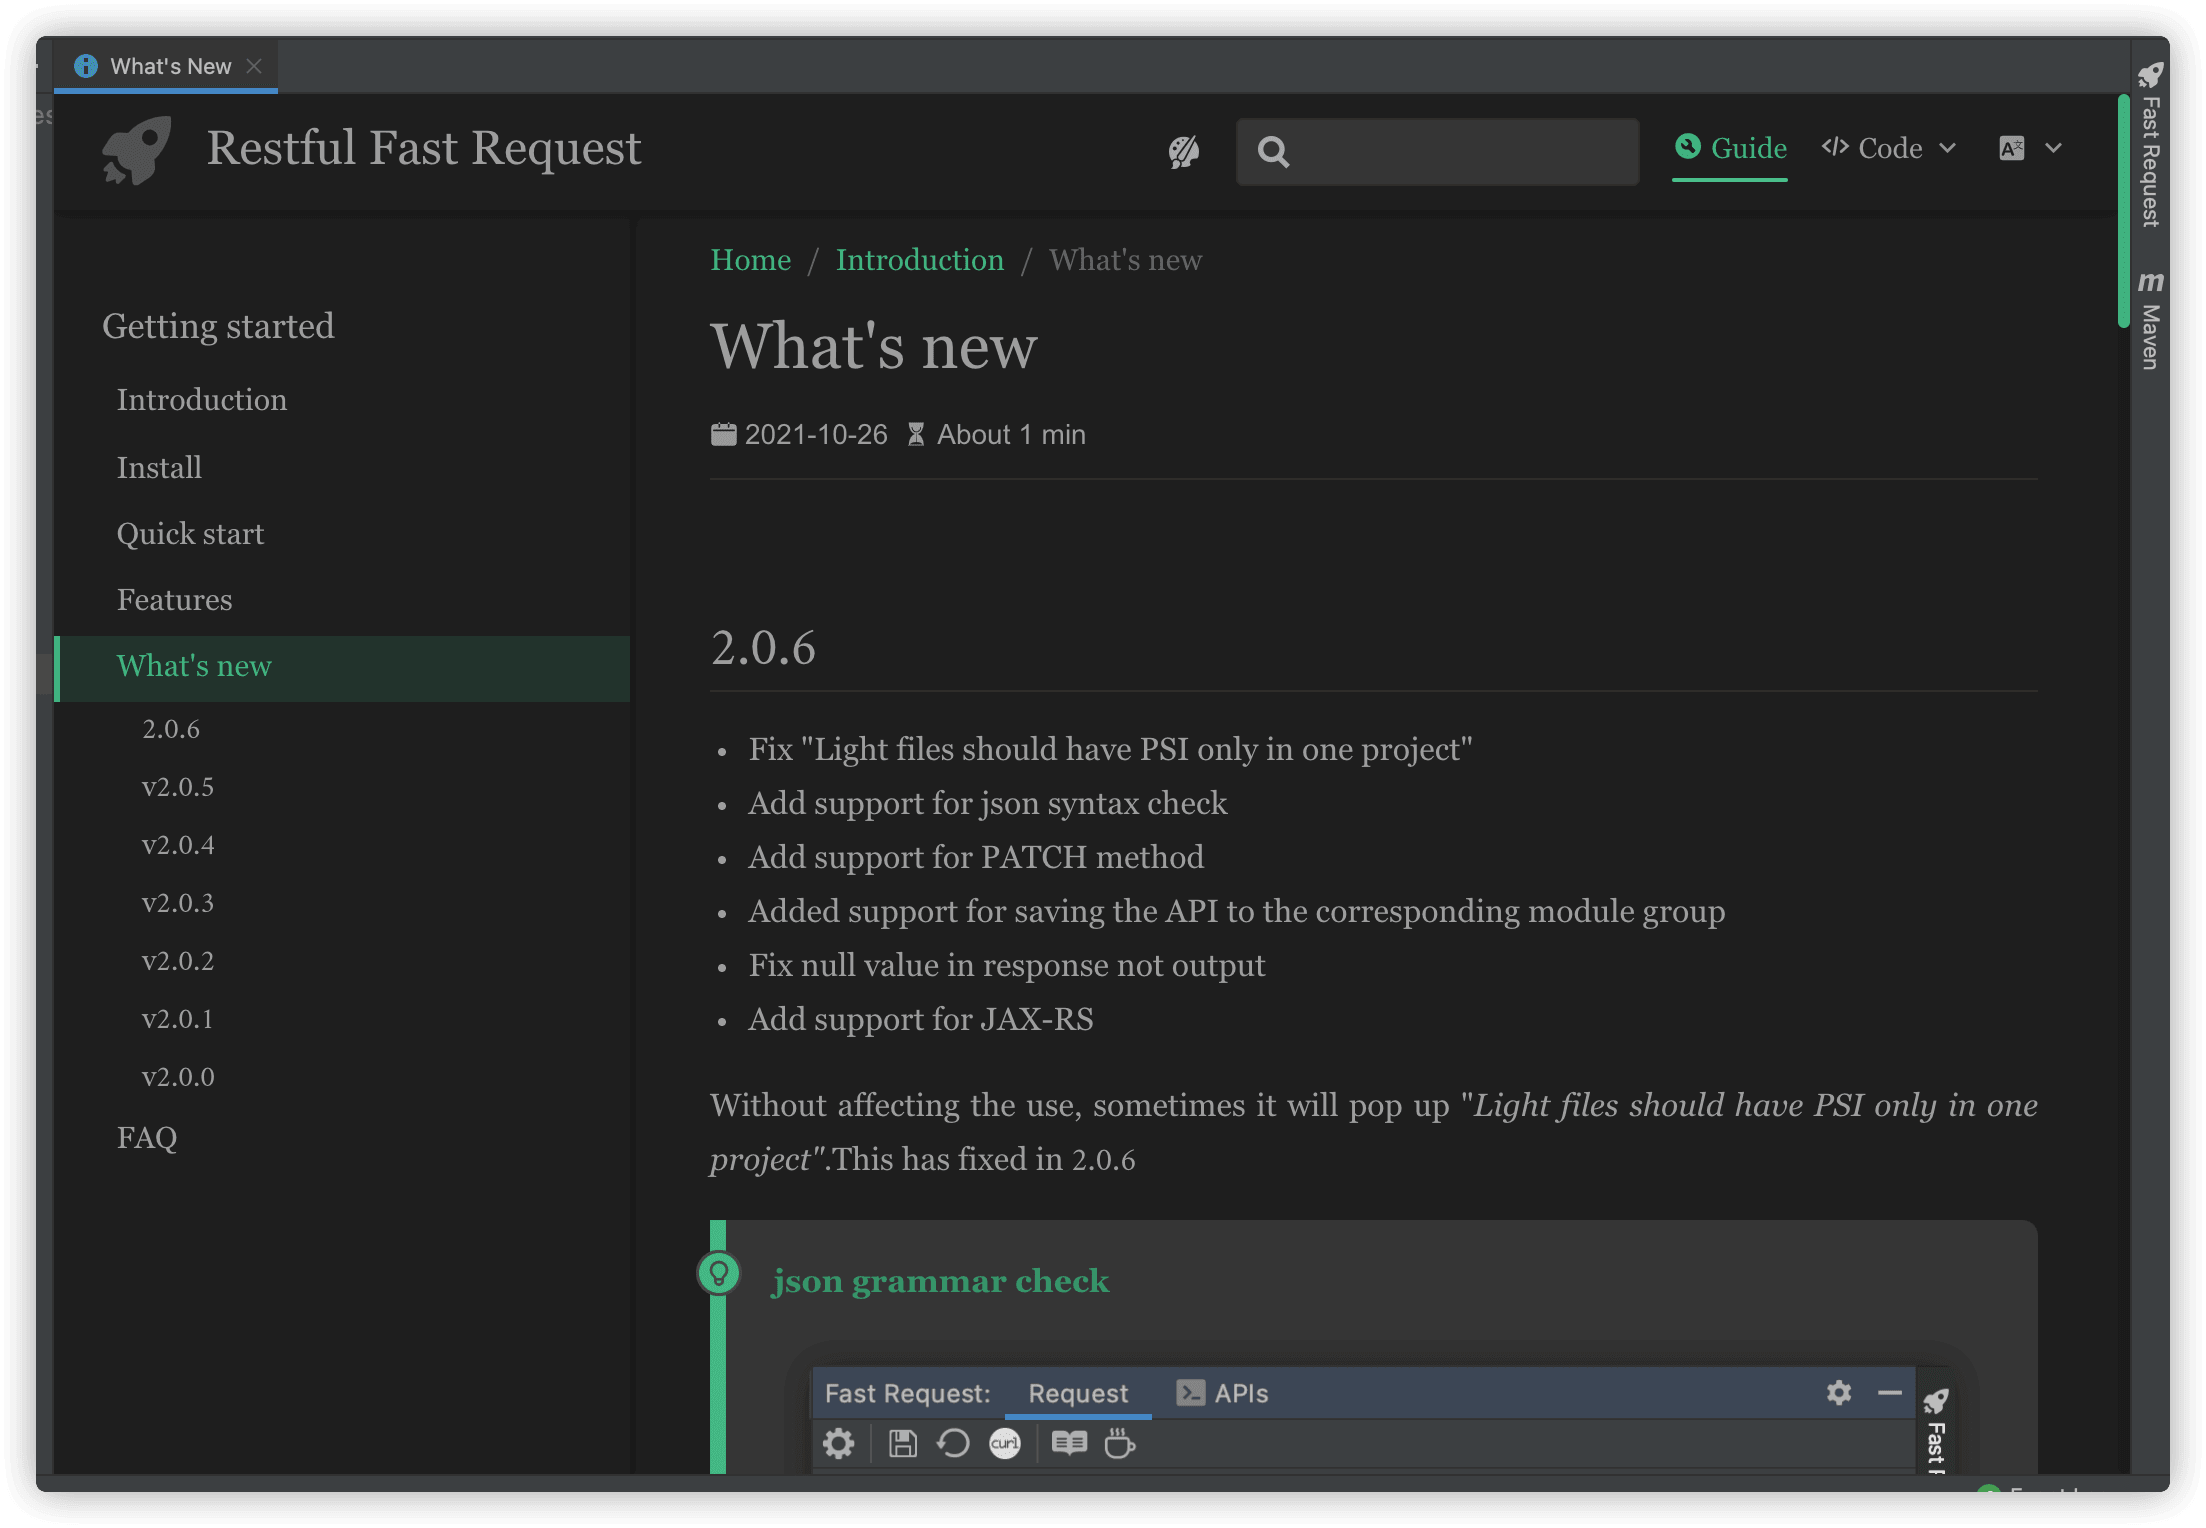 What's New
Restful Fast Request
Guide
Code
Fast Request
Maven
Getting started
Introduction
Install
Quick start
Features
What's new
2.0.6
v2.0.5
v2.0.4
v2.0.3
v2.0.2
v2.0.1
v2.0.0
FAQ
Home / Introduction / What's new
What's new
2021-10-26 About 1 min
2.0.6
• Fix "Light files should have PSI only in one project"
• Add support for json syntax check
• Add support for PATCH method
• Added support for saving the API to the corresponding module group
• Fix null value in response not output
• Add support for JAX-RS
Without affecting the use, sometimes it will pop up "Light files should have PSI only in one
project".This has fixed in 2.0.6
json grammar check
Fast Request: Request APIs
curl
Fast